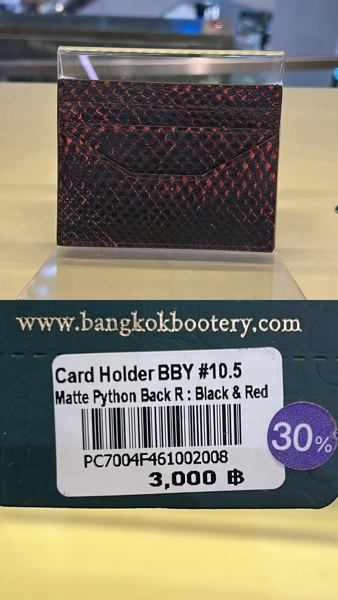 www.bangkokbootery.com
Card Holder BBY #10.5
Matte Python Back R : Black & Red
PC7004F461002008
3,000 ฿
30%